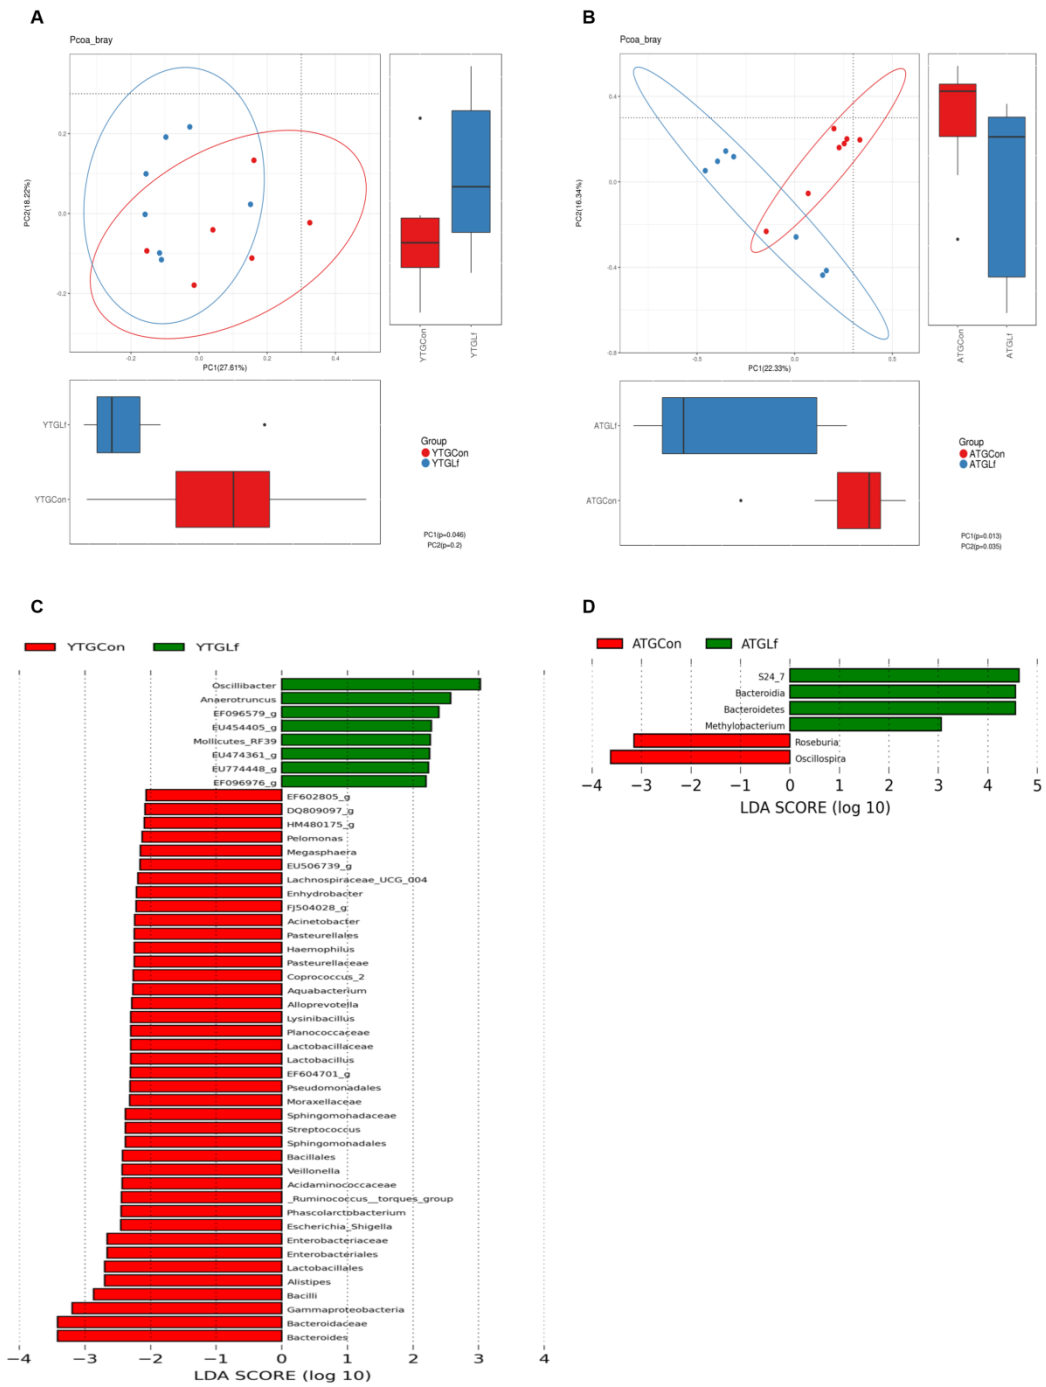 A
Pcoa_bray
PC2(18.22%)
0.2
0.0
-0.2
-0.2
0.0
0.2
0.4
PC1(27.61%)
YTGCon
YTGLf
YTGLf
YTGCon
Group
YTGCon
YTGLf
PC1(p=0.046)
PC2(p=0.2)
B
Pcoa_bray
PC2(16.34%)
0.4
0.0
-0.4
-0.8
-0.5
0.0
0.5
PC1(22.33%)
ATGCon
ATGLf
ATGLf
ATGCon
Group
ATGCon
ATGLf
PC1(p=0.013)
PC2(p=0.035)
C
YTGCon YTGLf
Oscillibacter
Anaerotruncus
EF096579_g
EU454405_g
Mollicutes_RF39
EU474361_g
EU774448_g
EF096976_g
EF602805_g
DQ809097_g
HM480175_g
Pelomonas
Megasphaera
EU506739_g
Lachnospiraceae_UCG_004
Enhydrobacter
FJ504028_g
Acinetobacter
Pasteurellales
Haemophilus
Pasteurellaceae
Coprococcus_2
Aquabacterium
Alloprevotella
Lysinibacillus
Planococcaceae
Lactobacillaceae
Lactobacillus
EF604701_g
Pseudomonadales
Moraxellaceae
Sphingomonadaceae
Streptococcus
Sphingomonadales
Bacillales
Veillonella
Acidaminococcaceae
_Ruminococcus__torques_group
Phascolarctobacterium
Escherichia_Shigella
Enterobacteriaceae
Enterobacteriales
Lactobacillales
Alistipes
Bacilli
Gammaproteobacteria
Bacteroidaceae
Bacteroides
−4 −3 −2 −1 0 1 2 3 4
LDA SCORE (log 10)
D
ATGCon ATGLf
S24_7
Bacteroidia
Bacteroidetes
Methylobacterium
Roseburia
Oscillospira
−4 −3 −2 −1 0 1 2 3 4 5
LDA SCORE (log 10)